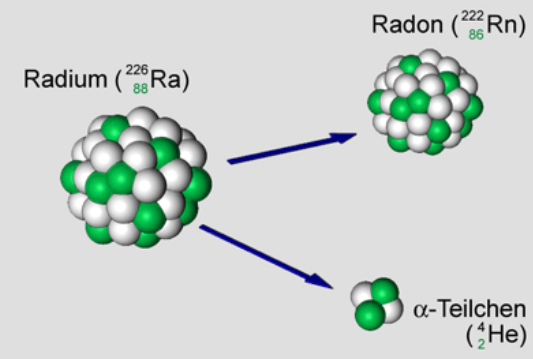 Radon (²²²₈₆Rn)
Radium (²²⁶₈₈Ra)
α-Teilchen
(⁴₂He)